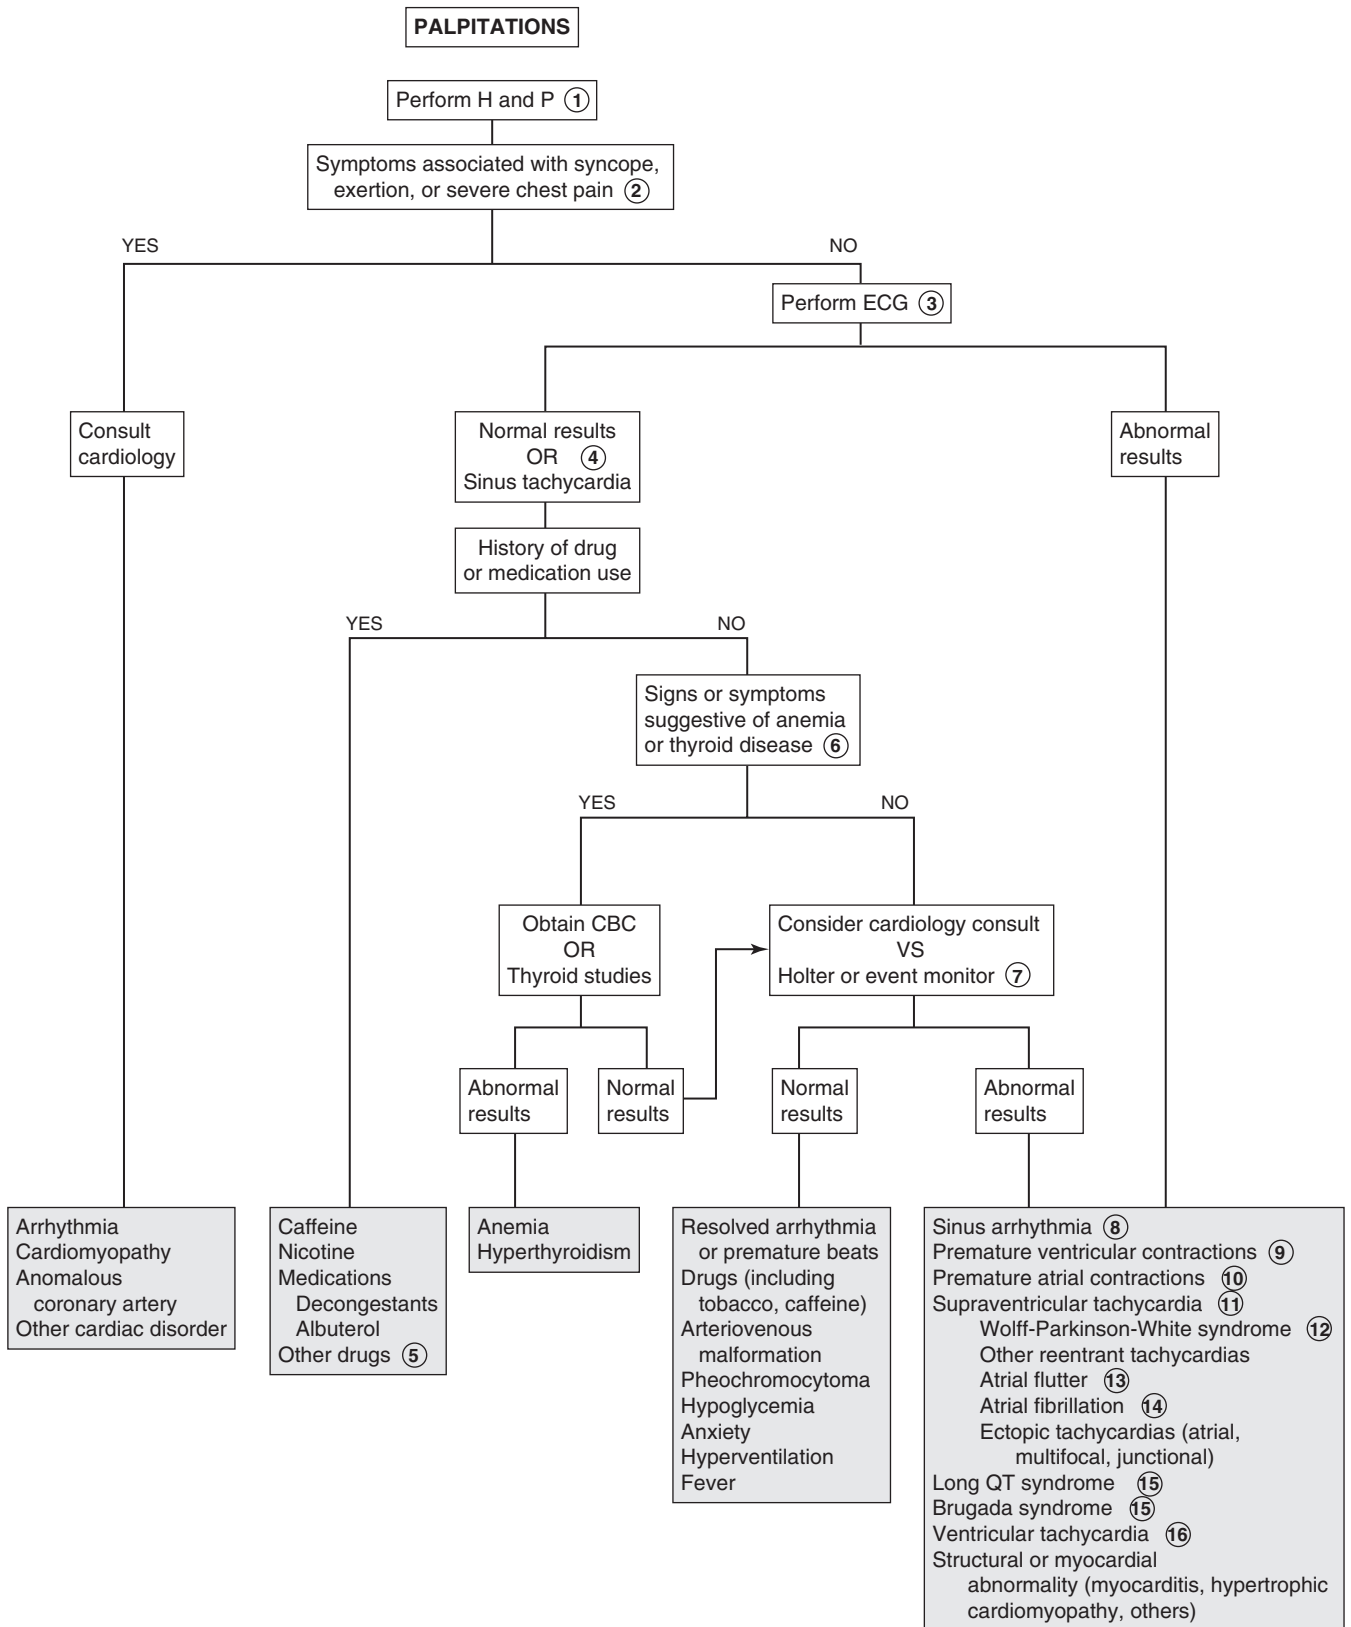 PALPITATIONS
Perform H and P 1
Symptoms associated with syncope,
exertion, or severe chest pain 2
YES
NO
Perform ECG 3
Consult
cardiology
Normal results
OR 4
Sinus tachycardia
Abnormal
results
History of drug
or medication use
YES
NO
Signs or symptoms
suggestive of anemia
or thyroid disease 6
YES
NO
Obtain CBC
OR
Thyroid studies
Consider cardiology consult
VS
Holter or event monitor 7
Abnormal
results
Normal
results
Normal
results
Abnormal
results
Arrhythmia
Cardiomyopathy
Anomalous
coronary artery
Other cardiac disorder
Caffeine
Nicotine
Medications
Decongestants
Albuterol
Other drugs 5
Anemia
Hyperthyroidism
Resolved arrhythmia
or premature beats
Drugs (including
tobacco, caffeine)
Arteriovenous
malformation
Pheochromocytoma
Hypoglycemia
Anxiety
Hyperventilation
Fever
Sinus arrhythmia 8
Premature ventricular contractions 9
Premature atrial contractions 10
Supraventricular tachycardia 11
Wolff-Parkinson-White syndrome 12
Other reentrant tachycardias
Atrial flutter 13
Atrial fibrillation 14
Ectopic tachycardias (atrial,
multifocal, junctional)
Long QT syndrome 15
Brugada syndrome 15
Ventricular tachycardia 16
Structural or myocardial
abnormality (myocarditis, hypertrophic
cardiomyopathy, others)